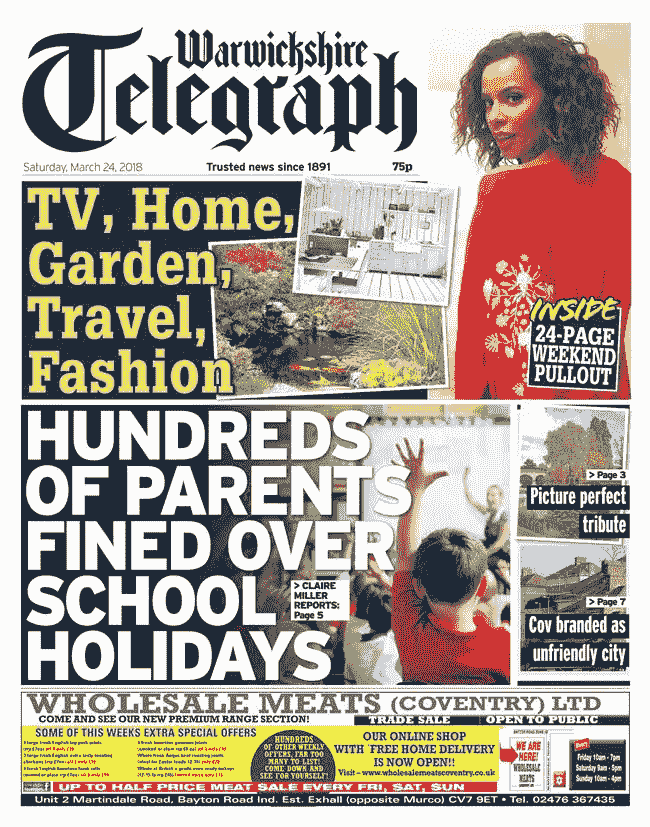 Warwickshire
Telegraph
Saturday, March 24, 2018
Trusted news since 1891
75p
TV, Home,
Garden,
Travel,
Fashion
INSIDE
24-PAGE
WEEKEND
PULLOUT
HUNDREDS
OF PARENTS
FINED OVER
SCHOOL
HOLIDAYS
> CLAIRE
MILLER
REPORTS:
Page 5
> Page 3
Picture perfect
tribute
> Page 7
Cov branded as
unfriendly city
WHOLESALE MEATS (COVENTRY) LTD
COME AND SEE OUR NEW PREMIUM RANGE SECTION!
TRADE SALE
OPEN TO PUBLIC
SOME OF THIS WEEKS EXTRA SPECIAL OFFERS
HUNDREDS
OF OTHER WEEKLY
OFFERS, FAR TOO
MANY TO LIST!
COME DOWN AND
SEE FOR YOURSELF!
OUR ONLINE SHOP
WITH *FREE HOME DELIVERY
IS NOW OPEN!!
Visit – www.wholesalemeatscoventry.co.uk
WE ARE
HERE!
WHOLESALE
MEATS
Friday 10am - 7pm
Saturday 9am - 5pm
Sunday 10am - 4pm
UP TO HALF PRICE MEAT SALE EVERY FRI, SAT, SUN
Unit 2 Martindale Road, Bayton Road Ind. Est. Exhall (opposite Murco) CV7 9ET • Tel. 02476 367435